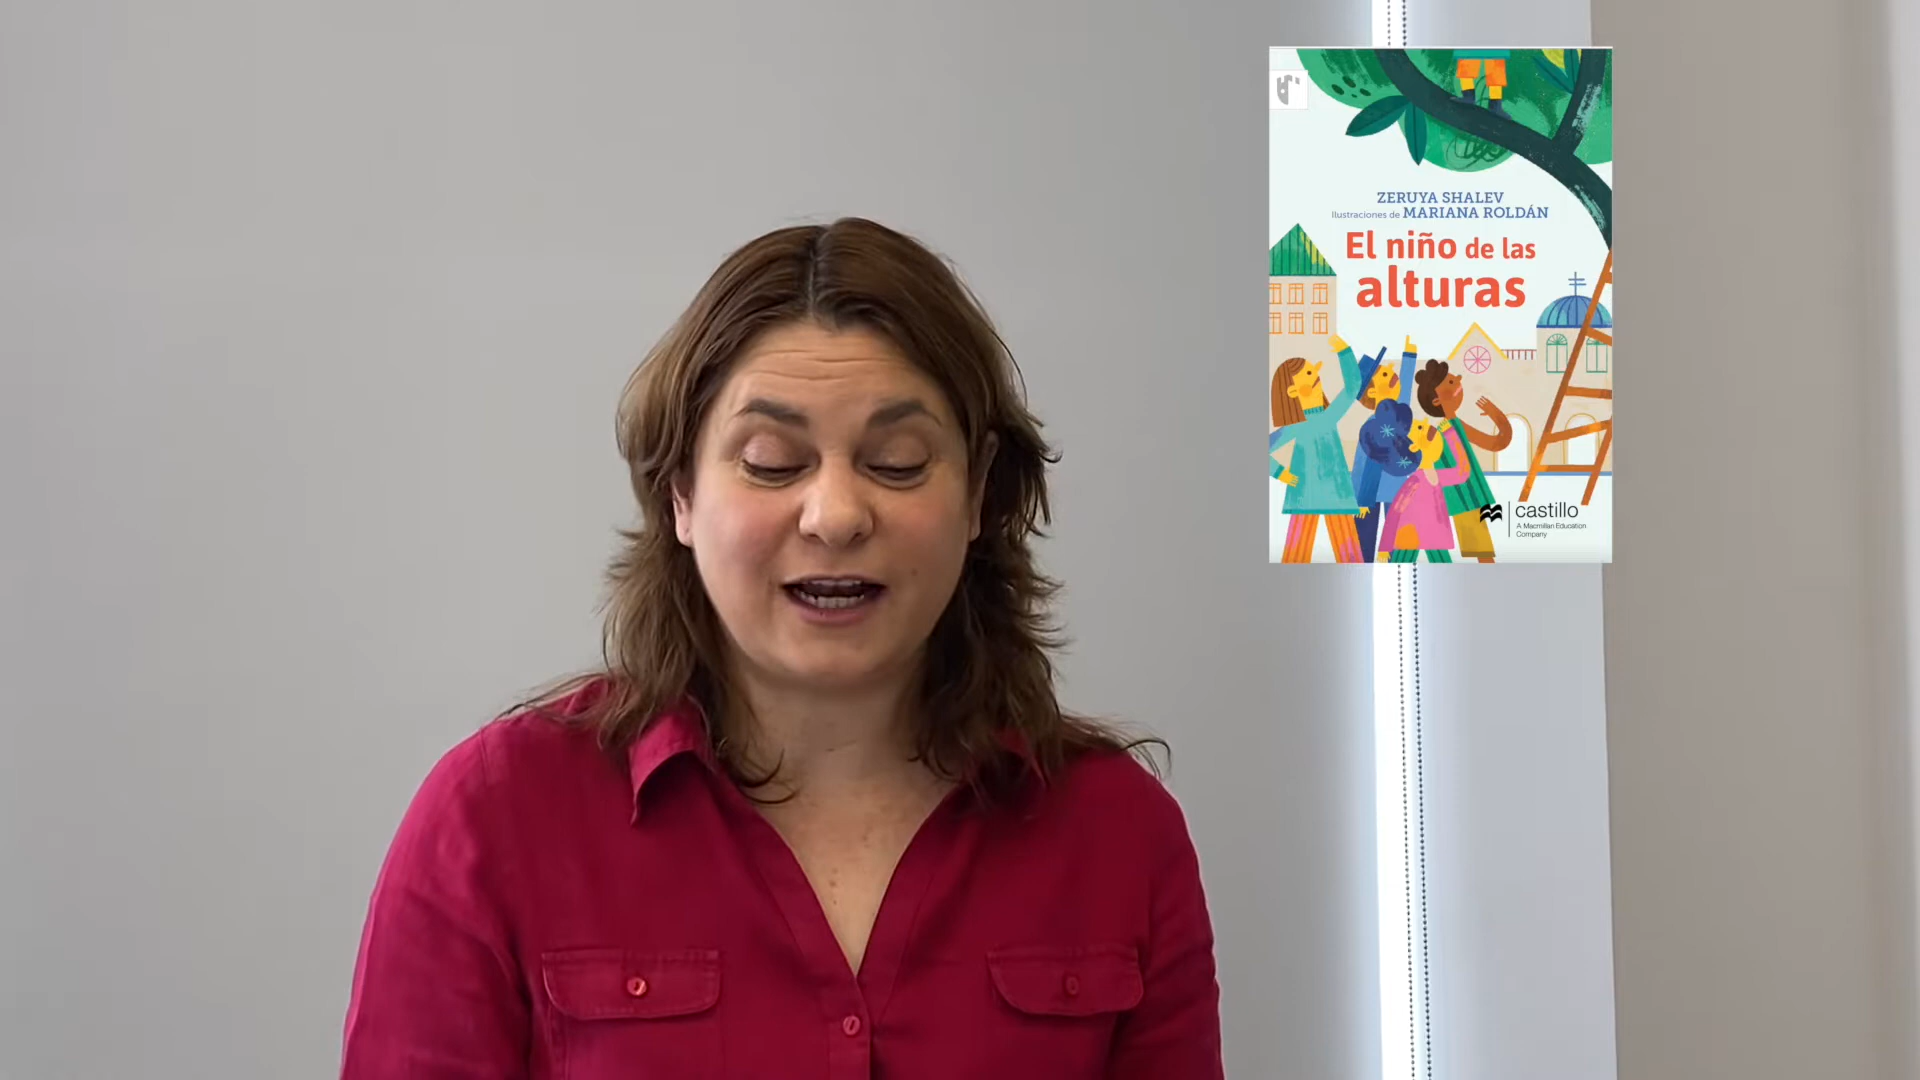 ZERUYA SHALEV
Ilustraciones de MARIANA ROLDÁN
El niño de las
alturas
castillo
A Macmillan Education
Company